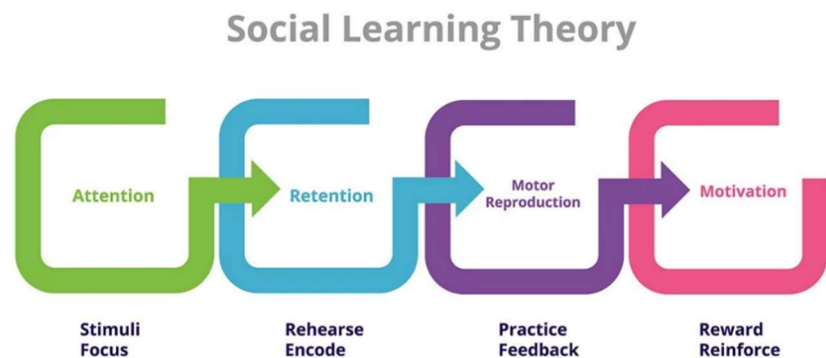 Social Learning Theory
Attention
Retention
Motor
Reproduction
Motivation
Stimuli
Focus
Rehearse
Encode
Practice
Feedback
Reward
Reinforce